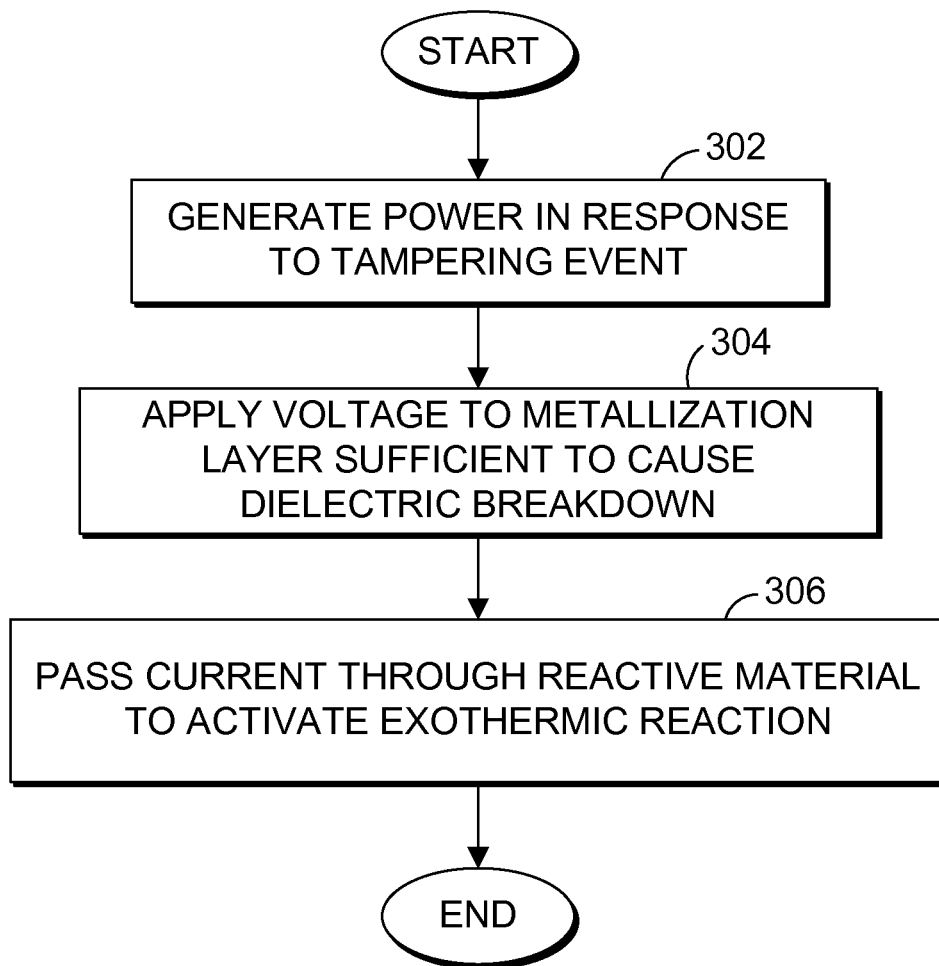 START
302
GENERATE POWER IN RESPONSE
TO TAMPERING EVENT
304
APPLY VOLTAGE TO METALLIZATION
LAYER SUFFICIENT TO CAUSE
DIELECTRIC BREAKDOWN
306
PASS CURRENT THROUGH REACTIVE MATERIAL
TO ACTIVATE EXOTHERMIC REACTION
END